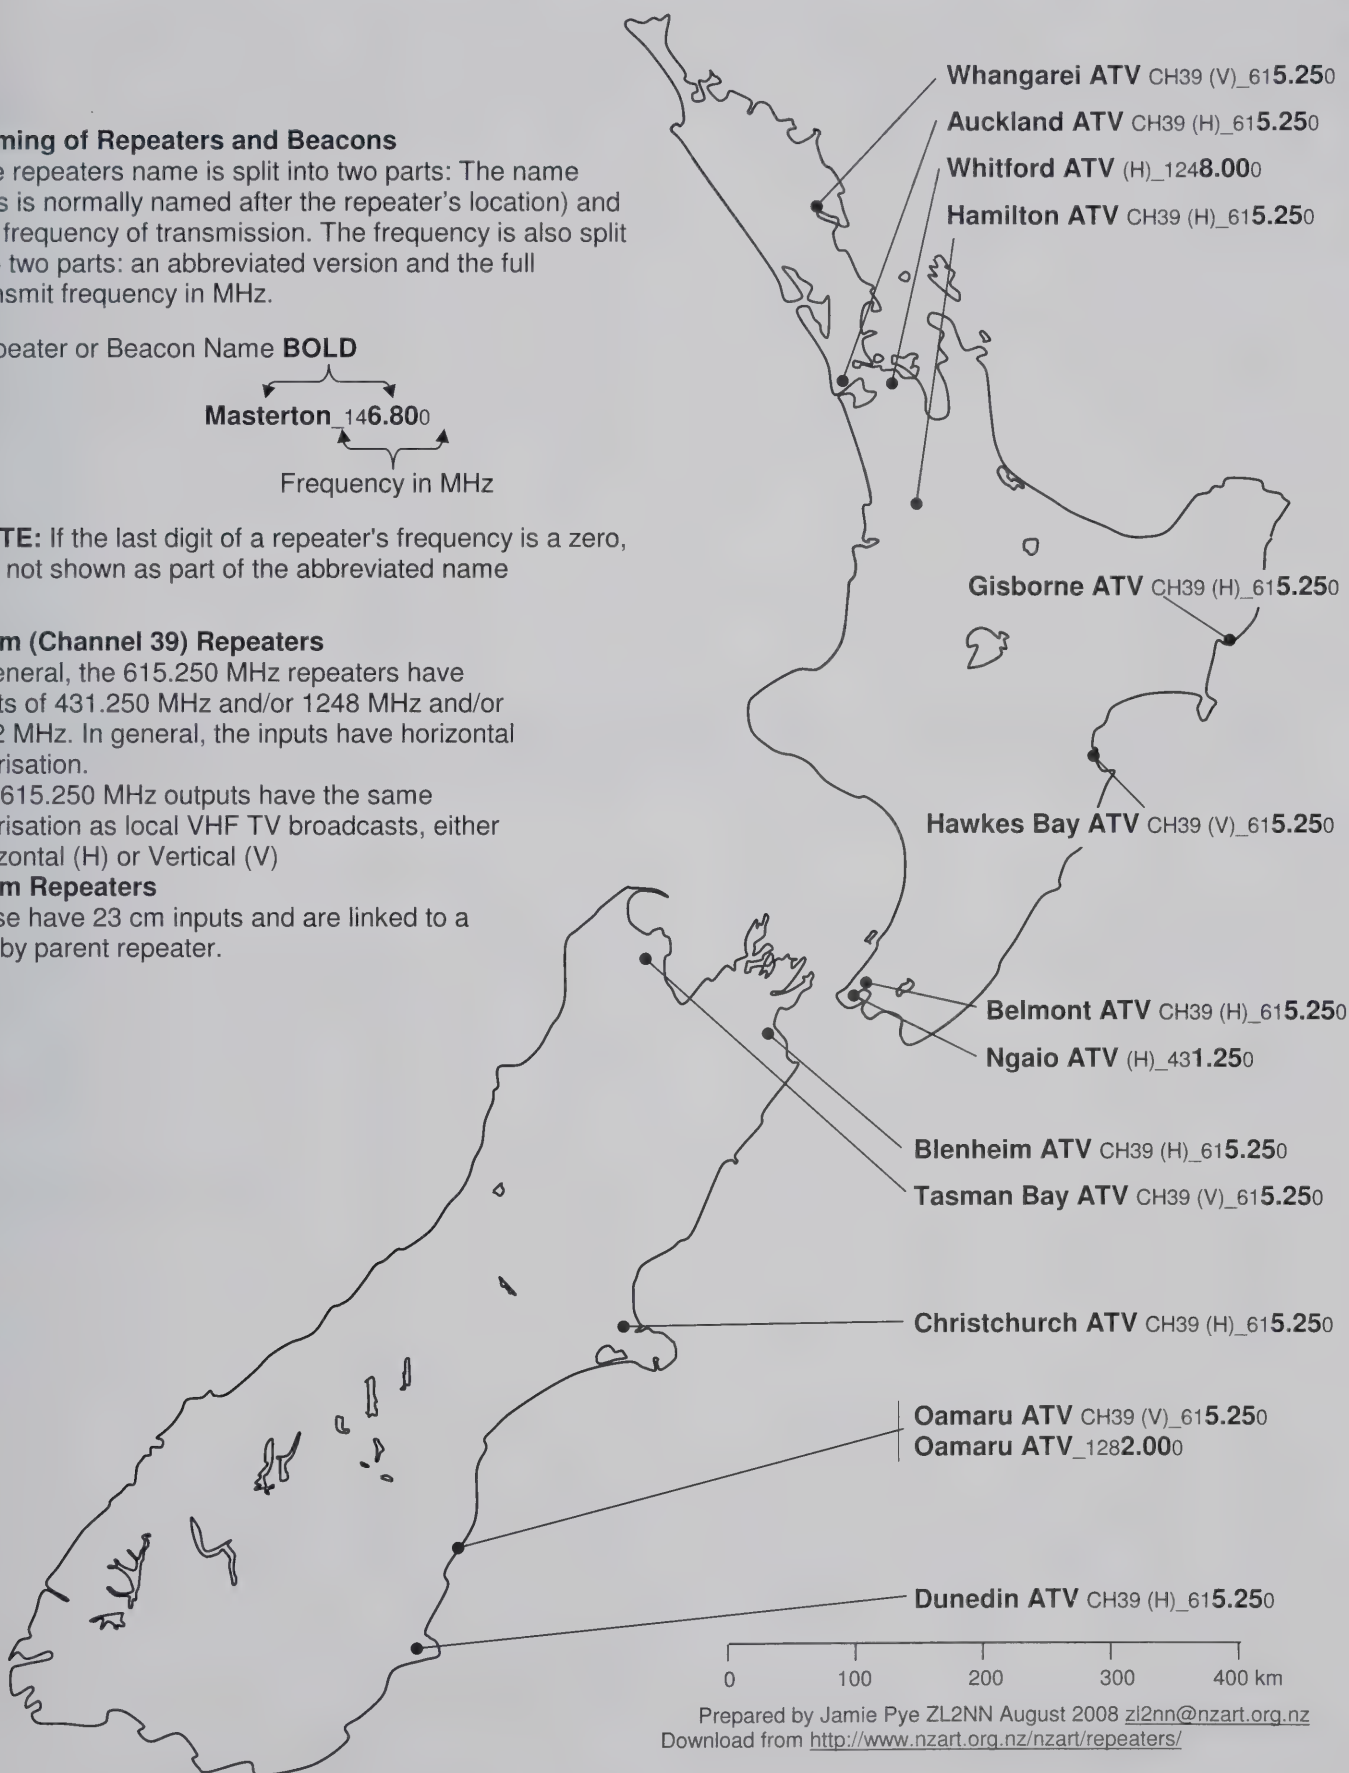 ming of Repeaters and Beacons
e repeaters name is split into two parts: The name
s is normally named after the repeater's location) and
frequency of transmission. The frequency is also split
two parts: an abbreviated version and the full
nsmit frequency in MHz.
peater or Beacon Name BOLD
Masterton_146.800
Frequency in MHz
TE: If the last digit of a repeater's frequency is a zero,
not shown as part of the abbreviated name
m (Channel 39) Repeaters
eneral, the 615.250 MHz repeaters have
ts of 431.250 MHz and/or 1248 MHz and/or
2 MHz. In general, the inputs have horizontal
risation.
615.250 MHz outputs have the same
risation as local VHF TV broadcasts, either
zontal (H) or Vertical (V)
m Repeaters
se have 23 cm inputs and are linked to a
by parent repeater.
Whangarei ATV CH39 (V)_615.250
Auckland ATV CH39 (H)_615.250
Whitford ATV (H)_1248.000
Hamilton ATV CH39 (H)_615.250
Gisborne ATV CH39 (H)_615.250
Hawkes Bay ATV CH39 (V)_615.250
Belmont ATV CH39 (H)_615.250
Ngaio ATV (H)_431.250
Blenheim ATV CH39 (H)_615.250
Tasman Bay ATV CH39 (V)_615.250
Christchurch ATV CH39 (H)_615.250
Oamaru ATV CH39 (V)_615.250
Oamaru ATV_1282.000
Dunedin ATV CH39 (H)_615.250
0 100 200 300 400 km
Prepared by Jamie Pye ZL2NN August 2008 zl2nn@nzart.org.nz
Download from http://www.nzart.org.nz/nzart/repeaters/